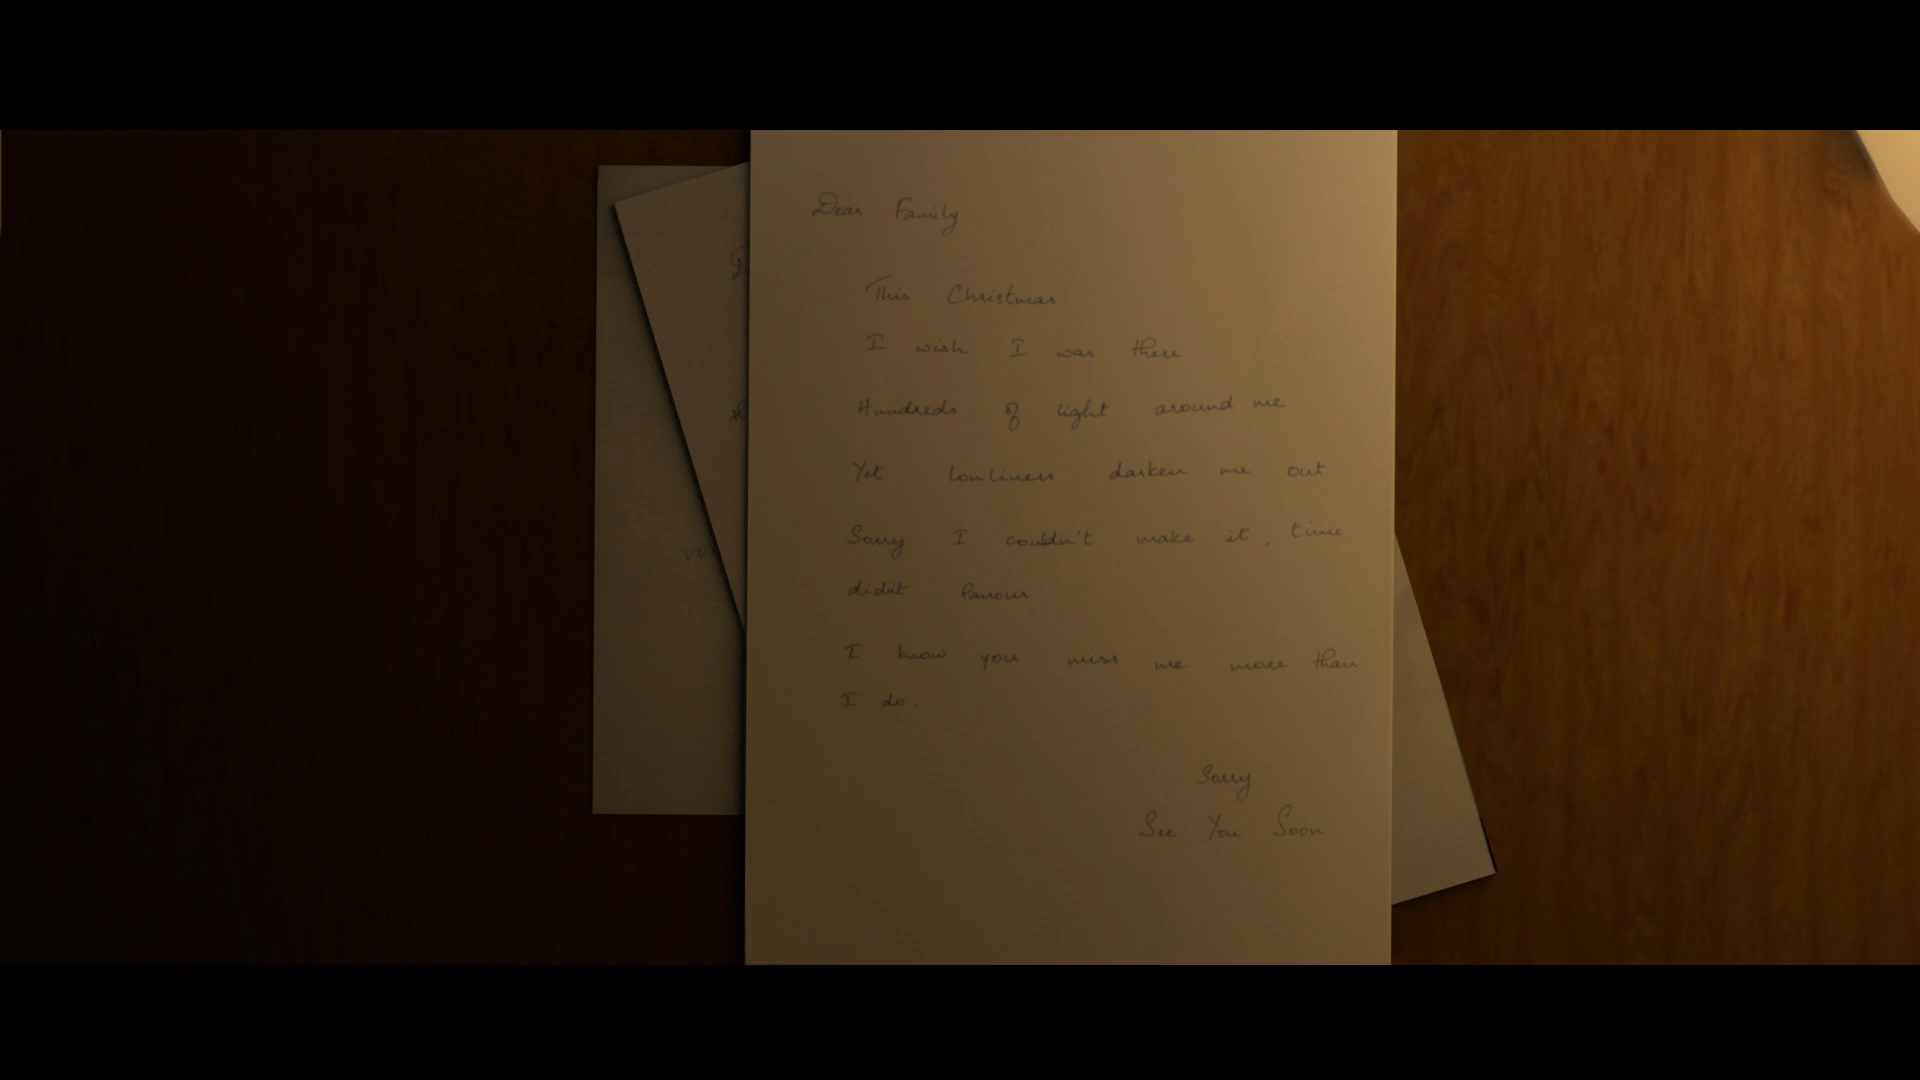 Dear Family
This Christmas
I wish I was there
Hundreds of light around me
Yet lonliness darken me out
Sorry I couldn't make it, time
didn't favour
I know you miss me more than
I do.
Sorry
See You Soon